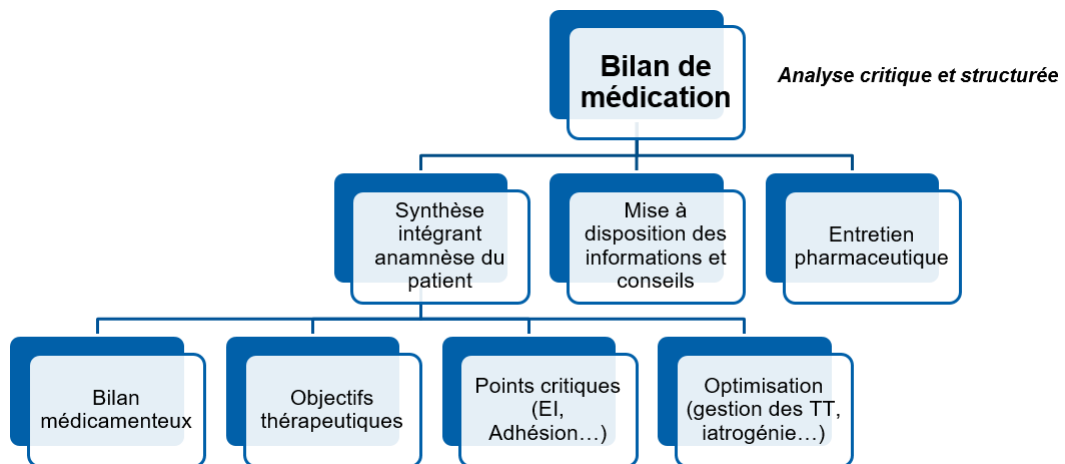 Bilan de
médication
Analyse critique et structurée
Synthèse
intégrant
anamnèse du
patient
Mise à
disposition des
informations et
conseils
Entretien
pharmaceutique
Bilan
médicamenteux
Objectifs
thérapeutiques
Points critiques
(EI,
Adhésion…)
Optimisation
(gestion des TT,
iatrogénie…)